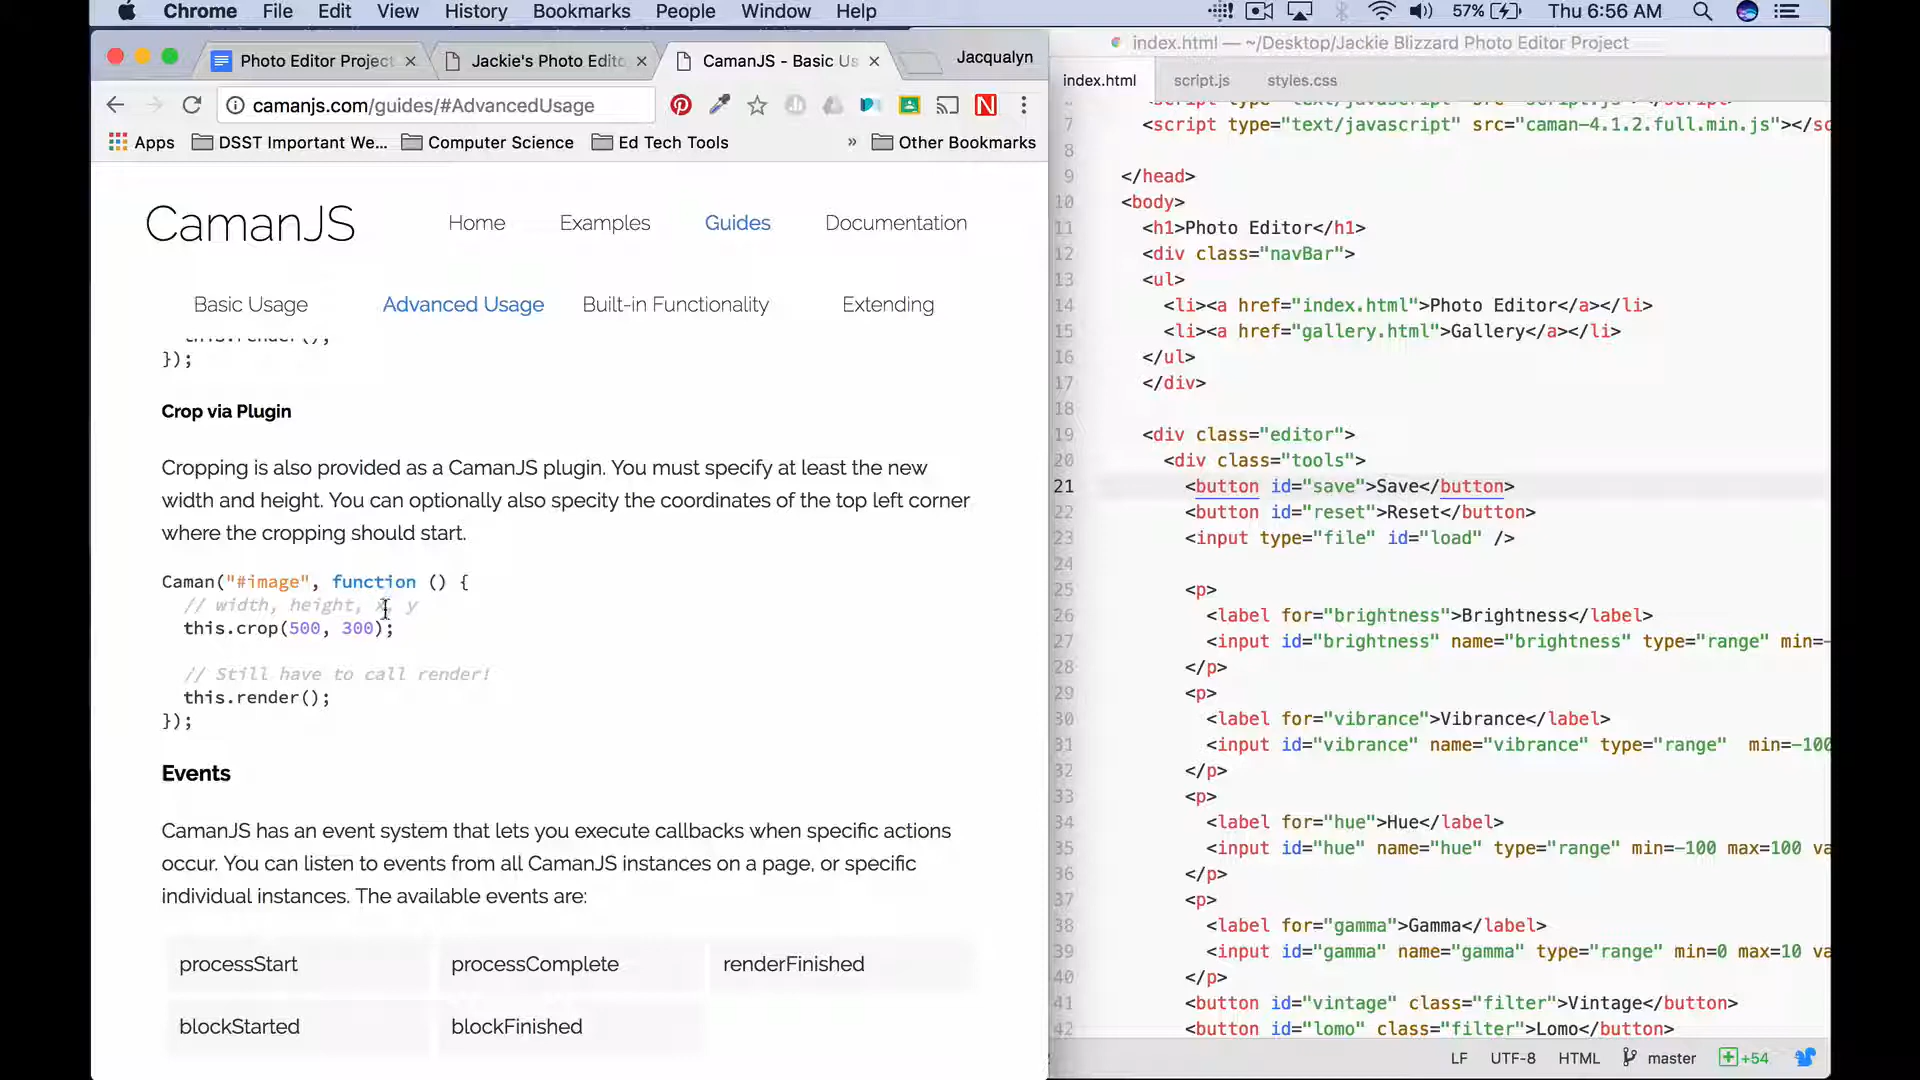 Chrome File Edit View History Bookmarks People Window Help 57% Thu 6:56 AM
Photo Editor Project Jackie's Photo Edito CamanJS - Basic Us Jacqualyn
camanjs.com/guides/#AdvancedUsage
Apps DSST Important We... Computer Science Ed Tech Tools » Other Bookmarks
CamanJS Home Examples Guides Documentation
Basic Usage Advanced Usage Built-in Functionality Extending
this.render();
});
Crop via Plugin
Cropping is also provided as a CamanJS plugin. You must specify at least the new
width and height. You can optionally also specity the coordinates of the top left corner
where the cropping should start.
Caman("#image", function () {
// width, height, x, y
this.crop(500, 300);
// Still have to call render!
this.render();
});
Events
CamanJS has an event system that lets you execute callbacks when specific actions
occur. You can listen to events from all CamanJS instances on a page, or specific
individual instances. The available events are:
processStart processComplete renderFinished
blockStarted blockFinished
index.html — ~/Desktop/Jackie Blizzard Photo Editor Project
index.html script.js styles.css
<script type="text/javascript" src="script.js"></script>
7 <script type="text/javascript" src="caman-4.1.2.full.min.js"></sc
8
9 </head>
10 <body>
11 <h1>Photo Editor</h1>
12 <div class="navBar">
13 <ul>
14 <li><a href="index.html">Photo Editor</a></li>
15 <li><a href="gallery.html">Gallery</a></li>
16 </ul>
17 </div>
18
19 <div class="editor">
20 <div class="tools">
21 <button id="save">Save</button>
22 <button id="reset">Reset</button>
23 <input type="file" id="load" />
24
25 <p>
26 <label for="brightness">Brightness</label>
27 <input id="brightness" name="brightness" type="range" min=-
28 </p>
29 <p>
30 <label for="vibrance">Vibrance</label>
31 <input id="vibrance" name="vibrance" type="range" min=-100
32 </p>
33 <p>
34 <label for="hue">Hue</label>
35 <input id="hue" name="hue" type="range" min=-100 max=100 va
36 </p>
37 <p>
38 <label for="gamma">Gamma</label>
39 <input id="gamma" name="gamma" type="range" min=0 max=10 va
40 </p>
41 <button id="vintage" class="filter">Vintage</button>
42 <button id="lomo" class="filter">Lomo</button>
LF UTF-8 HTML master +54